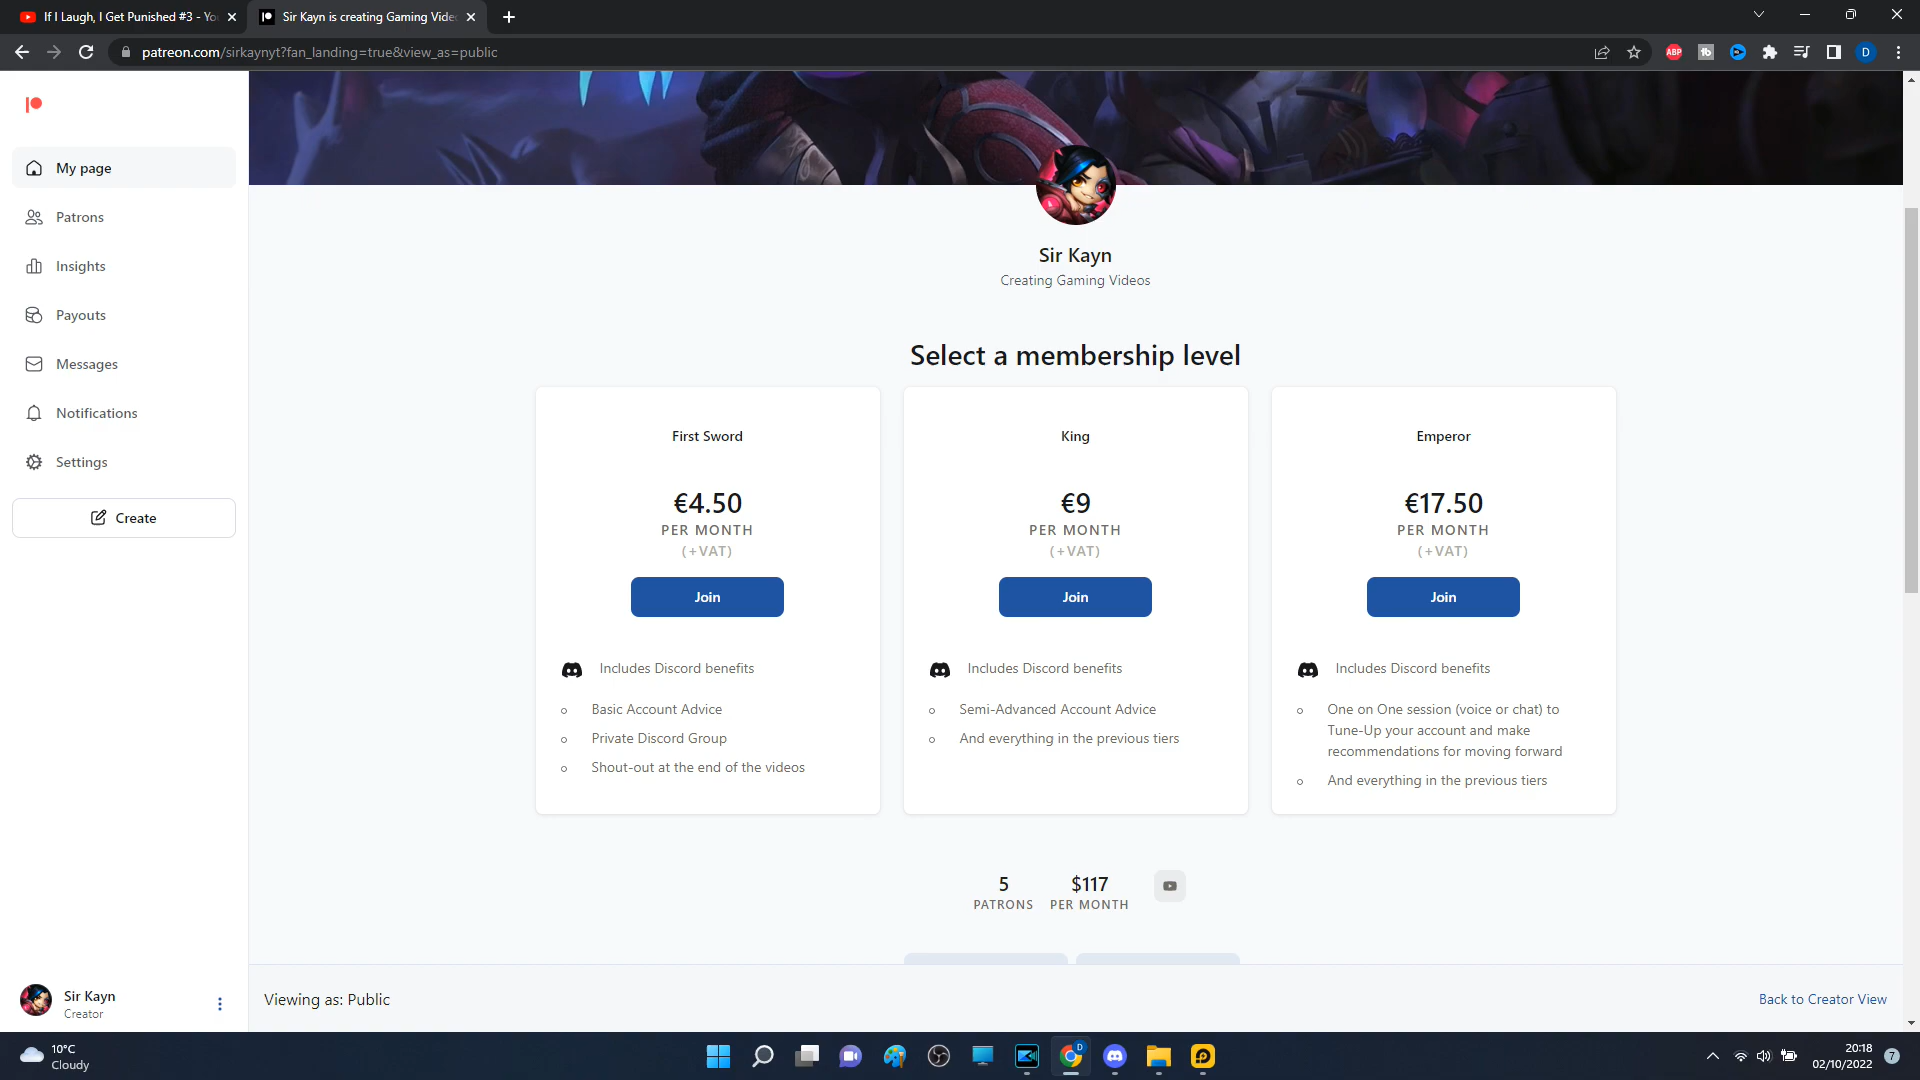 If I Laugh, I Get Punished #3 - Yo
Sir Kayn is creating Gaming Vide
patreon.com/sirkaynyt?fan_landing=true&view_as=public
ABP
D
My page
Patrons
Insights
Payouts
Messages
Notifications
Settings
Create
Sir Kayn
Creating Gaming Videos
Select a membership level
First Sword
€4.50
PER MONTH
(+VAT)
Join
Includes Discord benefits
Basic Account Advice
Private Discord Group
Shout-out at the end of the videos
King
€9
PER MONTH
(+VAT)
Join
Includes Discord benefits
Semi-Advanced Account Advice
And everything in the previous tiers
Emperor
€17.50
PER MONTH
(+VAT)
Join
Includes Discord benefits
One on One session (voice or chat) to
Tune-Up your account and make
recommendations for moving forward
And everything in the previous tiers
5
PATRONS
$117
PER MONTH
Sir Kayn
Creator
Viewing as: Public
Back to Creator View
10°C
Cloudy
D
20:18
02/10/2022
7